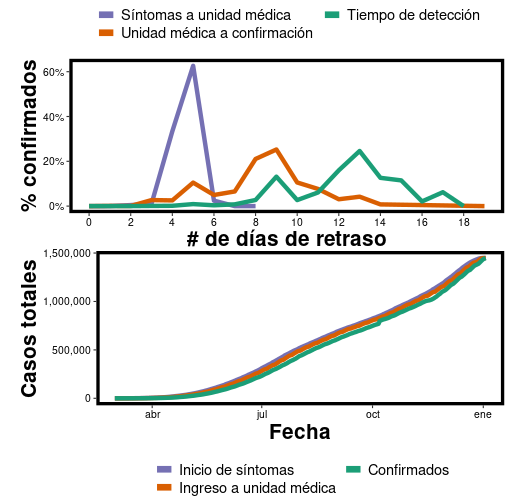 Síntomas a unidad médica
Tiempo de detección
Unidad médica a confirmación
% confirmados
60%
40%
20%
0%
0 2 4 6 8 10 12 14 16 18
# de días de retraso
Casos totales
1,500,000
1,000,000
500,000
0
abr jul oct ene
Fecha
Inicio de síntomas
Confirmados
Ingreso a unidad médica